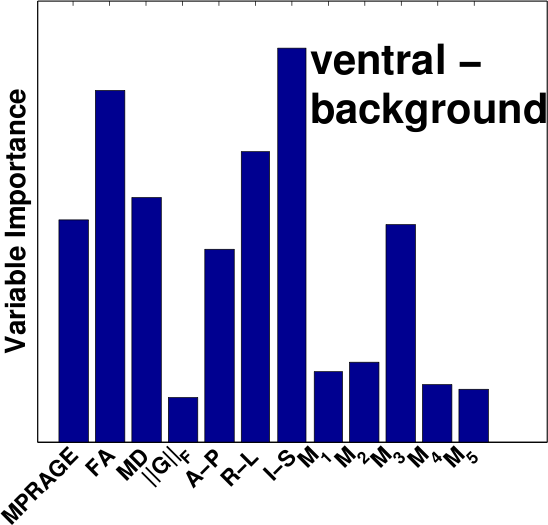 ventral –
background
Variable Importance
MPRAGE
FA
MD
||G||F
A–P
R–L
I–S
M1
M2
M3
M4
M5